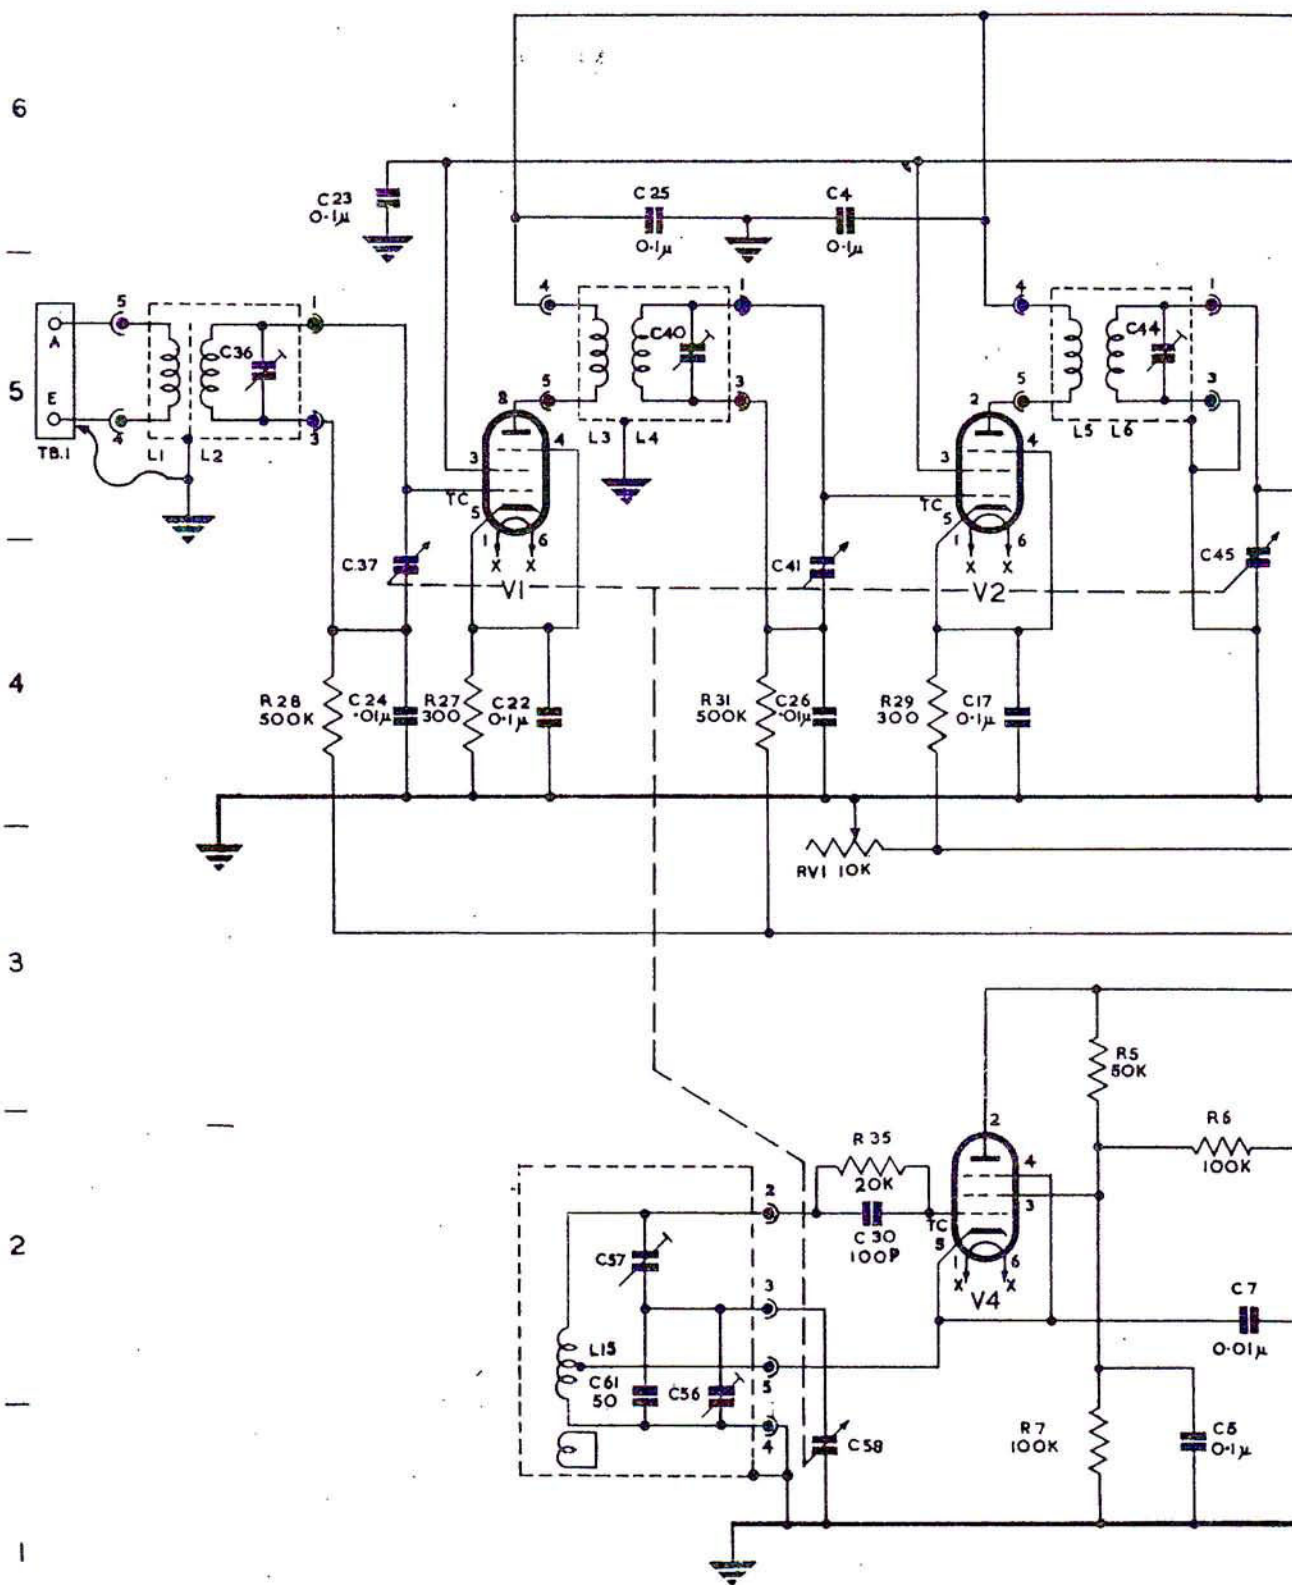 6
C23
0·1µ
C25
0·1µ
C4
0·1µ
5
A
E
TB.1
5
4
L1
L2
C36
1
3
4
5
L3
L4
C40
1
3
4
5
L5
L6
C44
1
3
8
4
3
TC
5
1
6
X
X
V1
2
4
3
TC
5
1
6
X
X
V2
C37
C41
C45
4
R28
500K
C24
·01µ
R27
300
C22
0·1µ
R31
500K
C26
·01µ
R29
300
C17
0·1µ
RV1 10K
3
R5
50K
R6
100K
R35
20K
C30
100P
2
4
3
TC
5
1
6
X
X
V4
2
C57
2
3
5
4
L15
C61
50
C56
C58
C7
0·01µ
R7
100K
0·1µ
1